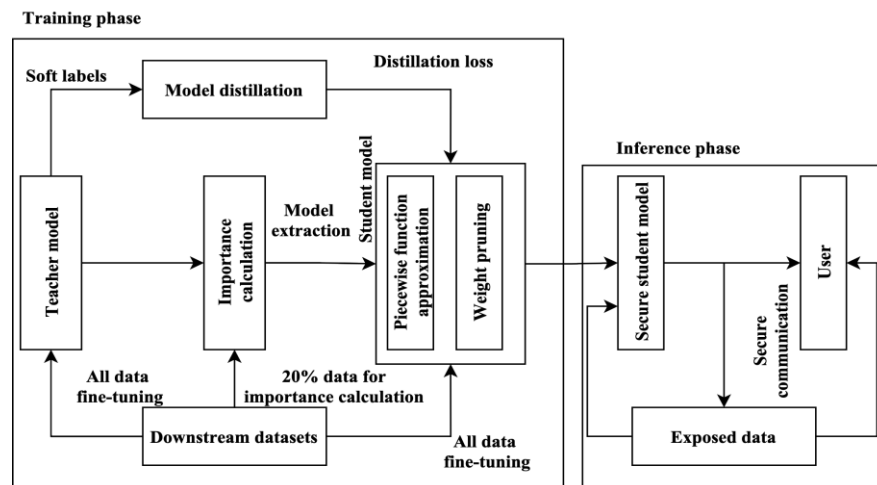 Training phase
Soft labels
Model distillation
Distillation loss
Teacher model
Importance
calculation
Model
extraction
Student model
Piecewise function
approximation
Weight pruning
All data
fine-tuning
20% data for
importance calculation
Downstream datasets
All data
fine-tuning
Inference phase
Secure student model
User
Secure
communication
Exposed data